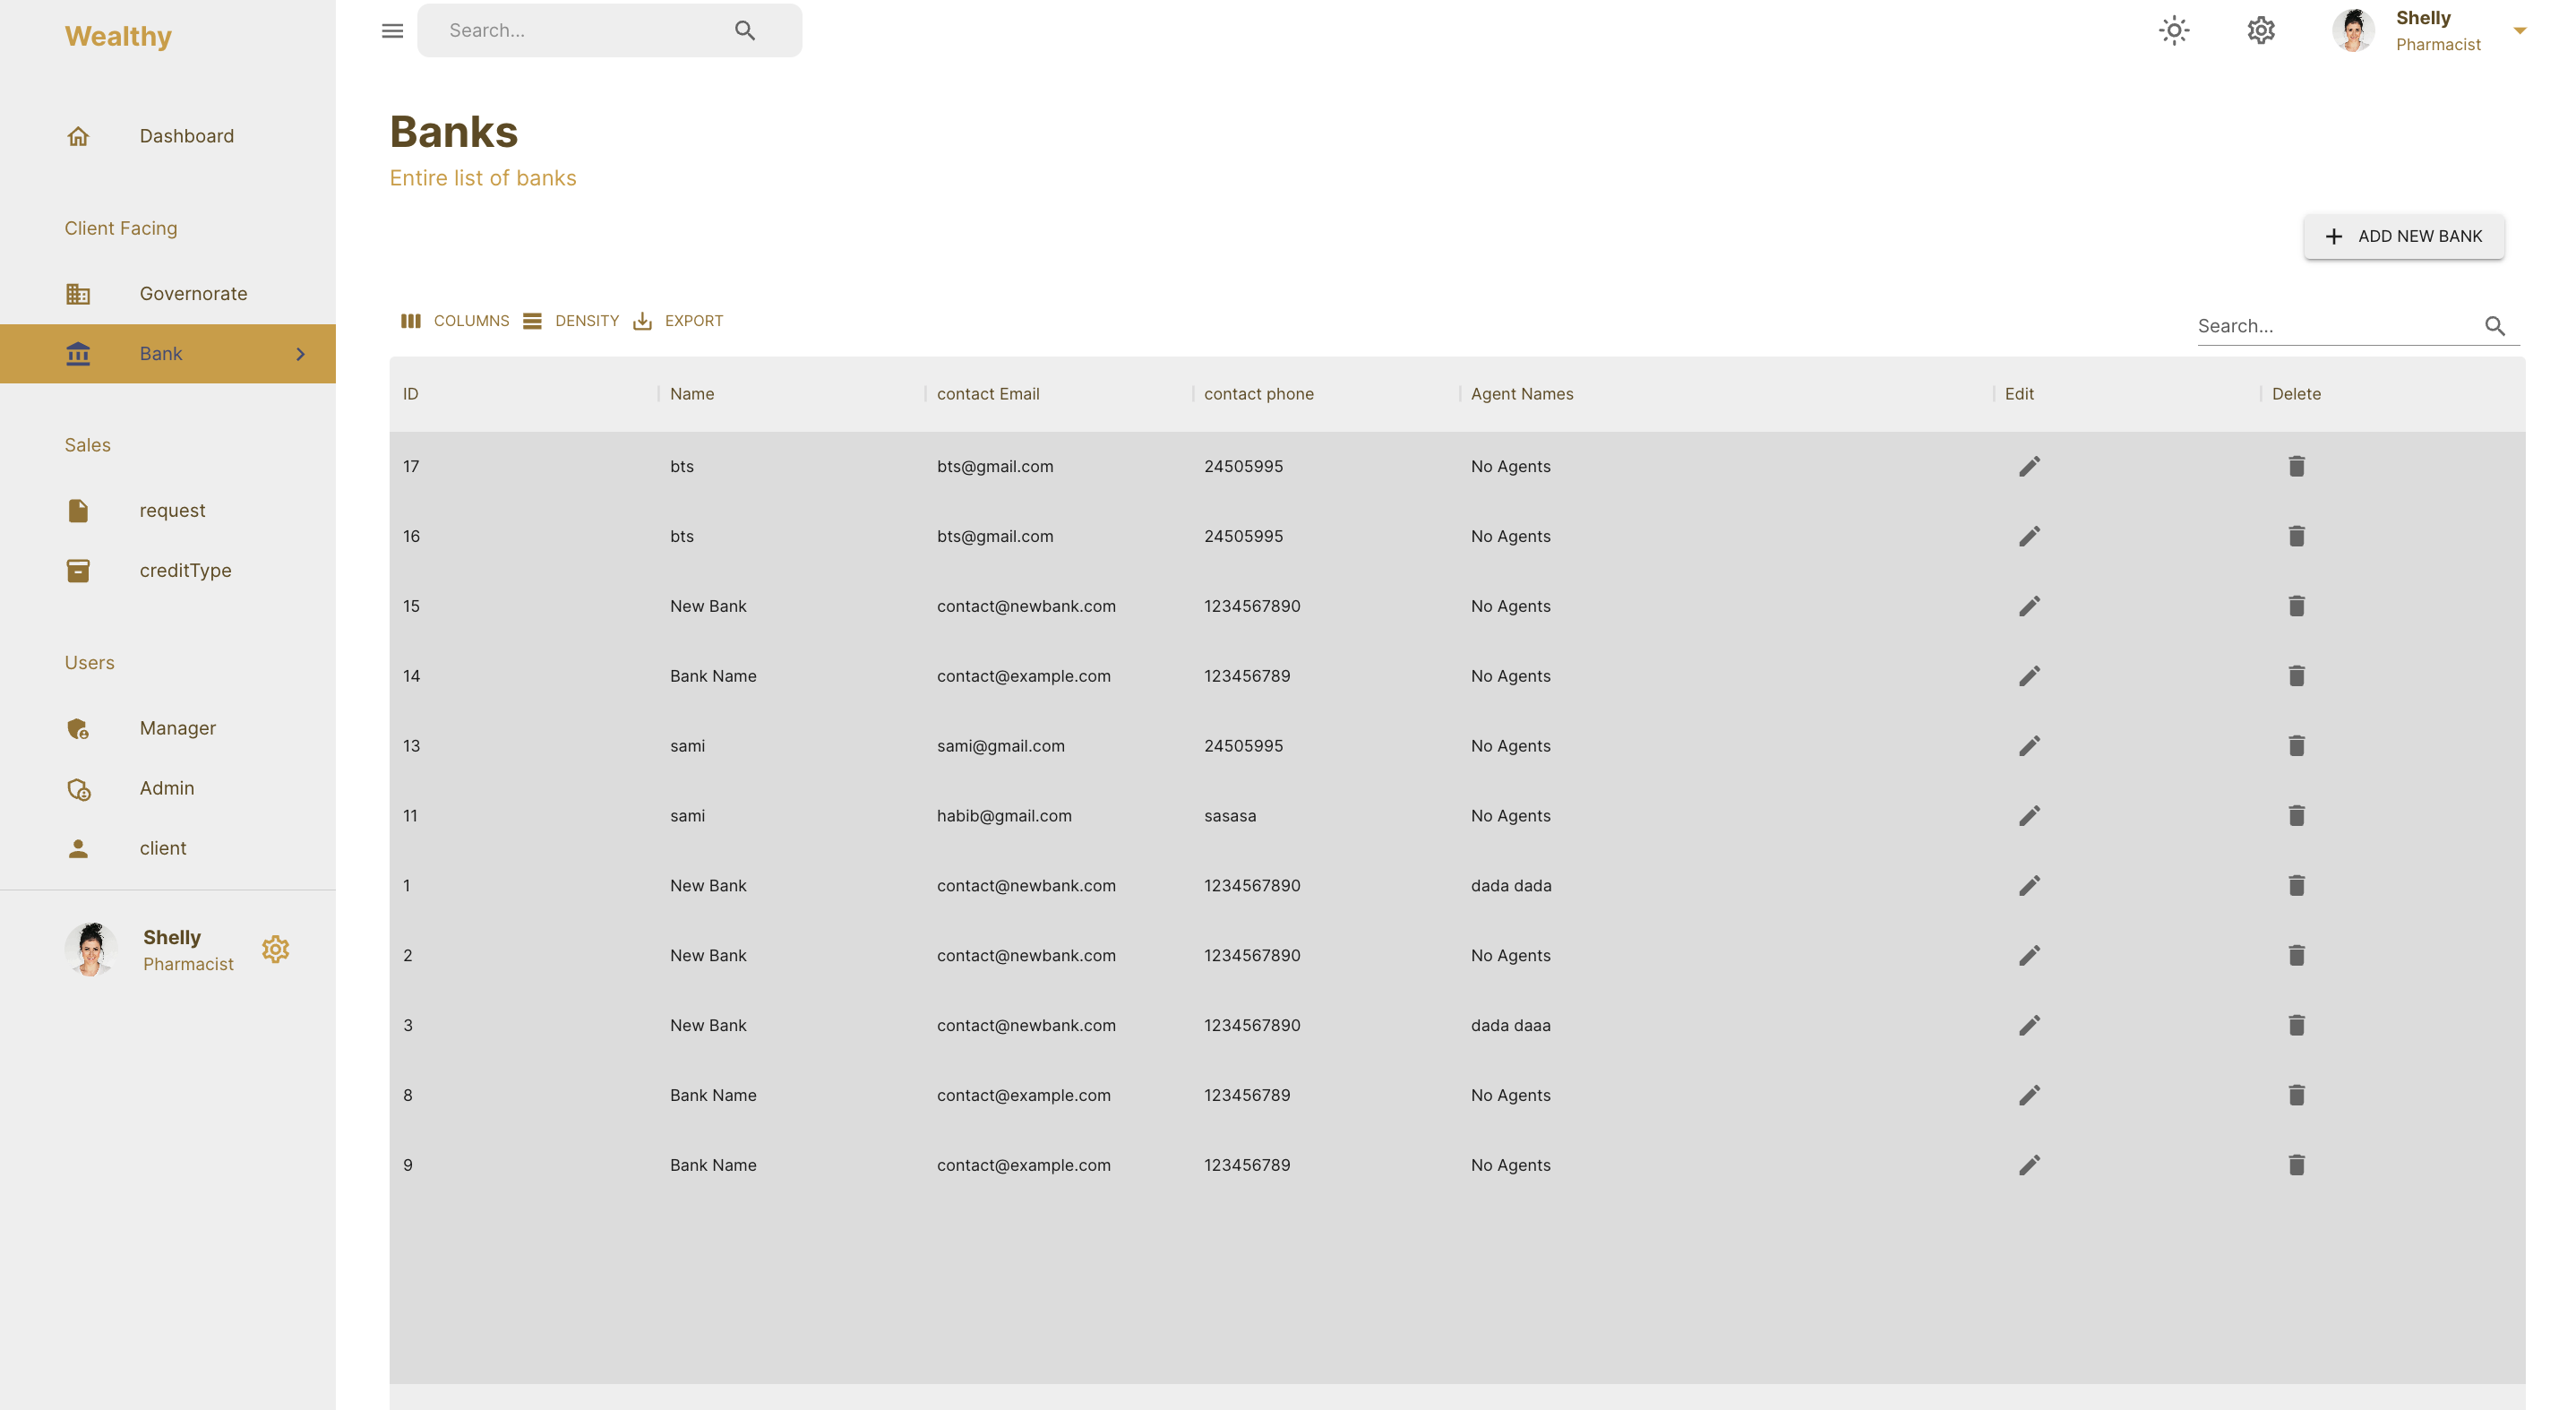 Wealthy
Dashboard
Client Facing
Governorate
Bank
Sales
request
creditType
Users
Manager
Admin
client
Shelly
Pharmacist
Search...
Shelly
Pharmacist
Banks
Entire list of banks
ADD NEW BANK
COLUMNS DENSITY EXPORT
Search...
ID Name contact Email contact phone Agent Names Edit Delete
17 bts bts@gmail.com 24505995 No Agents
16 bts bts@gmail.com 24505995 No Agents
15 New Bank contact@newbank.com 1234567890 No Agents
14 Bank Name contact@example.com 123456789 No Agents
13 sami sami@gmail.com 24505995 No Agents
11 sami habib@gmail.com sasasa No Agents
1 New Bank contact@newbank.com 1234567890 dada dada
2 New Bank contact@newbank.com 1234567890 No Agents
3 New Bank contact@newbank.com 1234567890 dada daaa
8 Bank Name contact@example.com 123456789 No Agents
9 Bank Name contact@example.com 123456789 No Agents